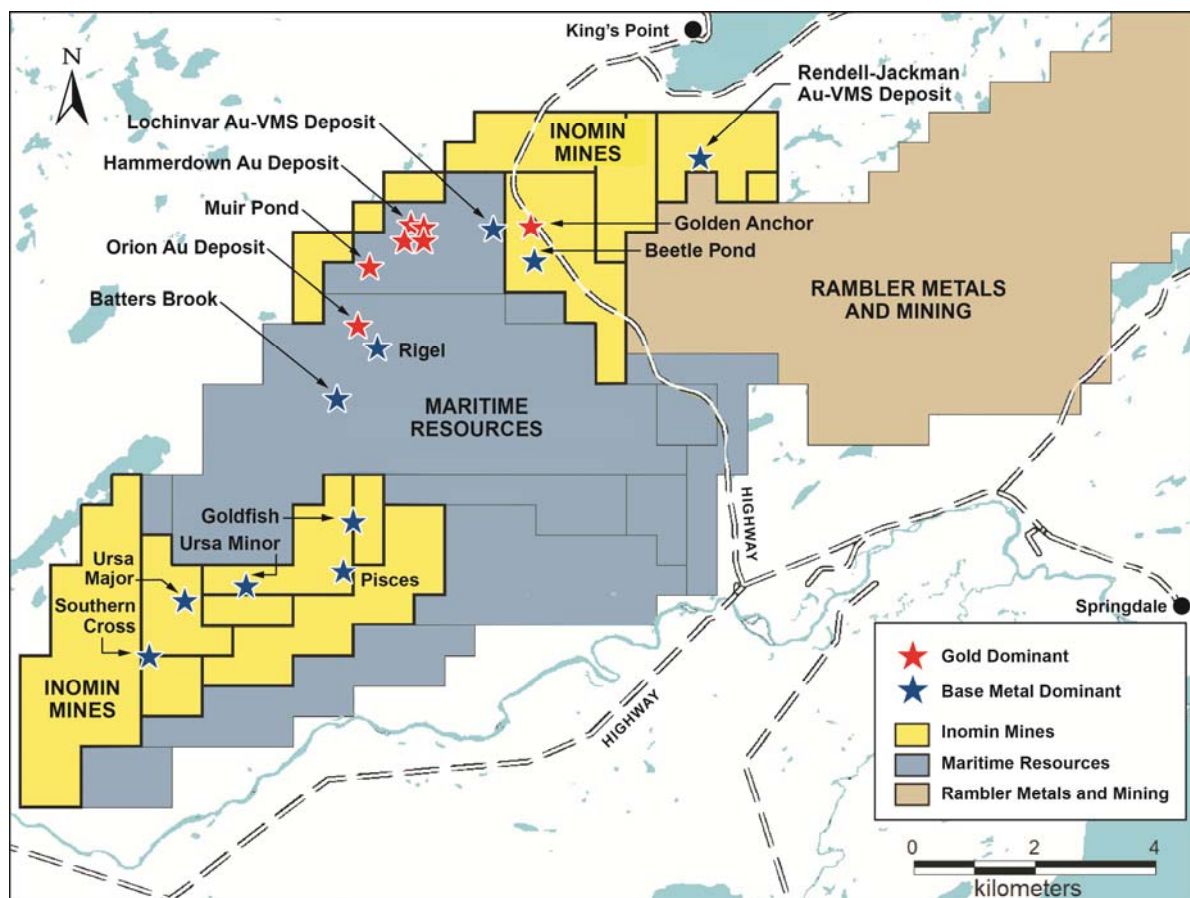 King's Point
N
Rendell-Jackman
Au-VMS Deposit
Lochinvar Au-VMS Deposit
INOMIN
MINES
Hammerdown Au Deposit
Muir Pond
Golden Anchor
Orion Au Deposit
Beetle Pond
Batters Brook
RAMBLER METALS
AND MINING
Rigel
MARITIME
RESOURCES
HIGHWAY
Goldfish
Ursa Minor
Ursa
Major
Pisces
Southern
Cross
Springdale
INOMIN
MINES
HIGHWAY
Gold Dominant
Base Metal Dominant
Inomin Mines
Maritime Resources
Rambler Metals and Mining
0 2 4
kilometers